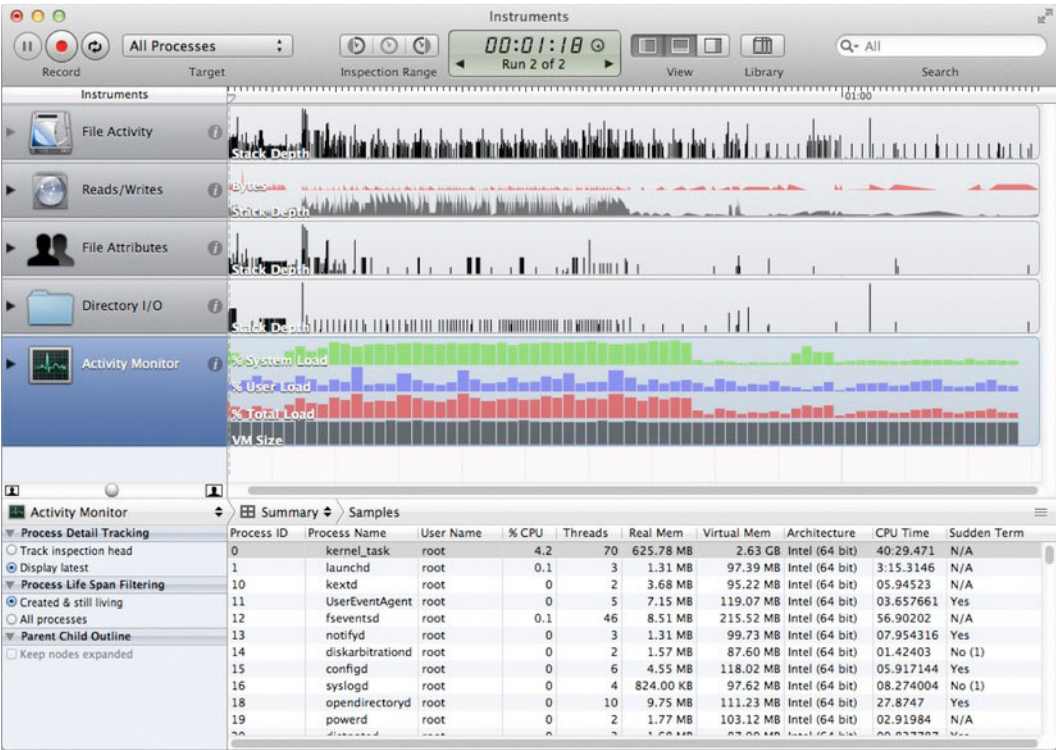 Instruments
All Processes
00:01:18
Run 2 of 2
All
Record Target Inspection Range View Library Search
Instruments
01:00
File Activity
Stack Depth
Reads/Writes
Bytes
Stack Depth
File Attributes
Stack Depth
Directory I/O
Stack Depth
Activity Monitor
% System Load
% User Load
% Total Load
VM Size
Activity Monitor Summary Samples
Process Detail Tracking
Track inspection head
Display latest
Process Life Span Filtering
Created & still living
All processes
Parent Child Outline
Keep nodes expanded
Process ID Process Name User Name % CPU Threads Real Mem Virtual Mem Architecture CPU Time Sudden Term
0 kernel_task root 4.2 70 625.78 MB 2.63 GB Intel (64 bit) 40:29.471 N/A
1 launchd root 0.1 3 1.31 MB 97.39 MB Intel (64 bit) 3:15.3146 N/A
10 kextd root 0 2 3.68 MB 95.22 MB Intel (64 bit) 05.94523 N/A
11 UserEventAgent root 0 5 7.15 MB 119.07 MB Intel (64 bit) 03.657661 Yes
12 fseventsd root 0.1 46 8.51 MB 215.52 MB Intel (64 bit) 56.90202 N/A
13 notifyd root 0 3 1.31 MB 99.73 MB Intel (64 bit) 07.954316 Yes
14 diskarbitrationd root 0 2 1.57 MB 87.60 MB Intel (64 bit) 01.42403 No (1)
15 configd root 0 6 4.55 MB 118.02 MB Intel (64 bit) 05.917144 Yes
16 syslogd root 0 4 824.00 KB 97.62 MB Intel (64 bit) 08.274004 No (1)
18 opendirectoryd root 0 10 9.75 MB 111.23 MB Intel (64 bit) 27.8747 Yes
19 powerd root 0 2 1.77 MB 103.12 MB Intel (64 bit) 02.91984 N/A